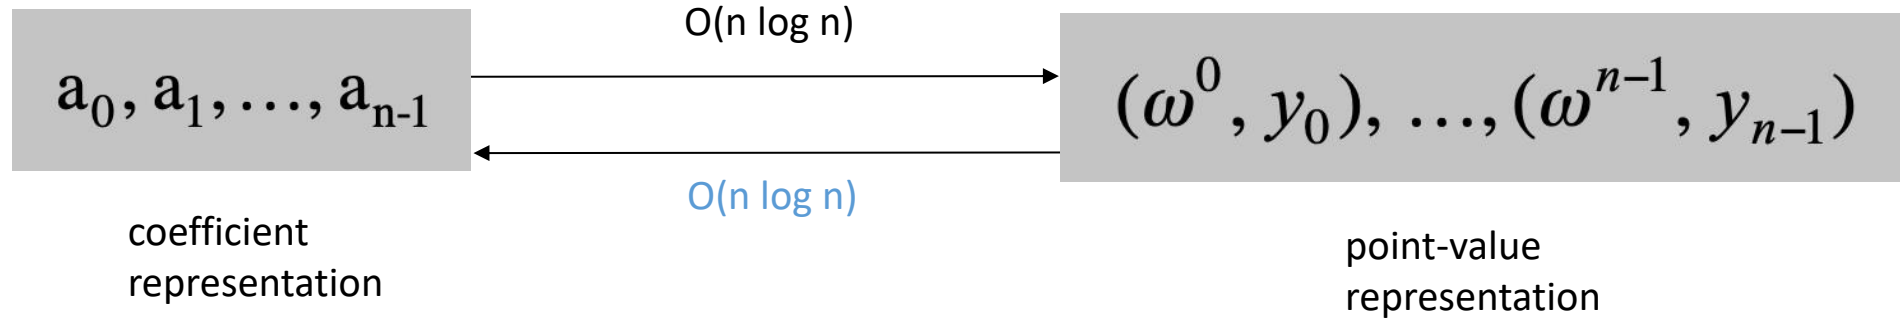 O(n log n)
a₀, a₁, ..., aₙ₋₁
(ω⁰, y₀), ..., (ωⁿ⁻¹, yₙ₋₁)
O(n log n)
coefficient
representation
point-value
representation